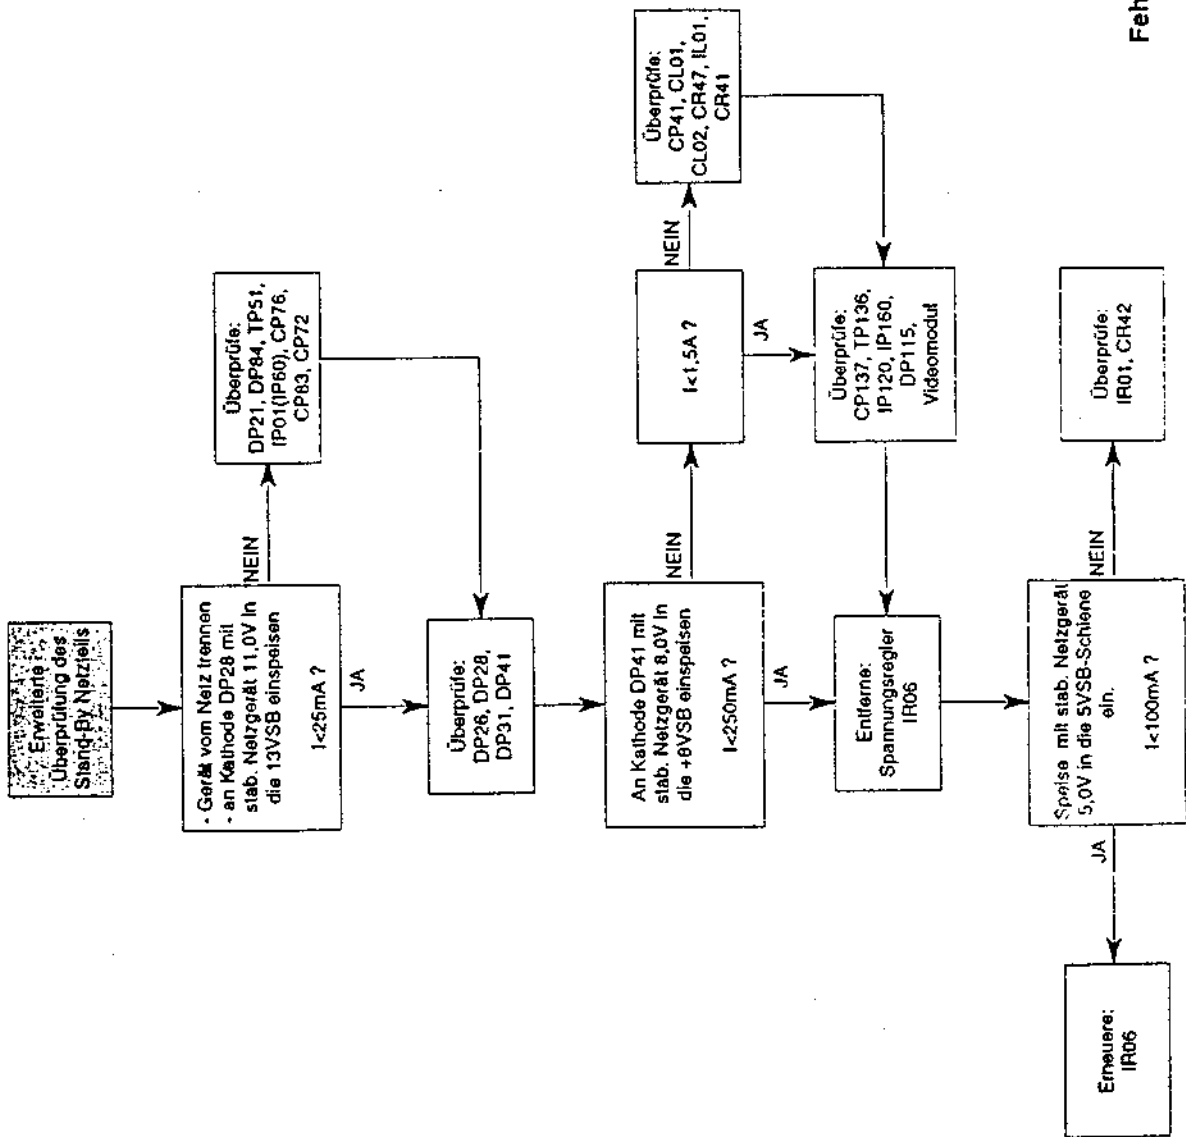 Erweiterte
Überprüfung des
Stand-By Netzteils
- Gerät vom Netz trennen
- an Kathode DP28 mit
stab. Netzgerät 11,0V in
die 13VSB einspeisen
I<25mA ?
NEIN
JA
Überprüfe:
DP21, DP84, TP51,
IP01(IP60), CP76,
CP83, CP72
Überprüfe:
DP26, DP28,
DP31, DP41
An Kathode DP41 mit
stab. Netzgerät 8,0V in
die +8VSB einspeisen
I<250mA ?
NEIN
JA
I<1,5A ?
NEIN
JA
Überprüfe:
CP41, CL01,
CL02, CR47, IL01,
CR41
Überprüfe:
CP137, TP136,
IP120, IP160,
DP115,
Videomodul
Entferne:
Spannungsregler
IR06
Speise mit stab. Netzgerät
5,0V in die 5VSB-Schiene
ein.
I<100mA ?
NEIN
JA
Überprüfe:
IR01, CR42
Erneuere:
IR06
Feh